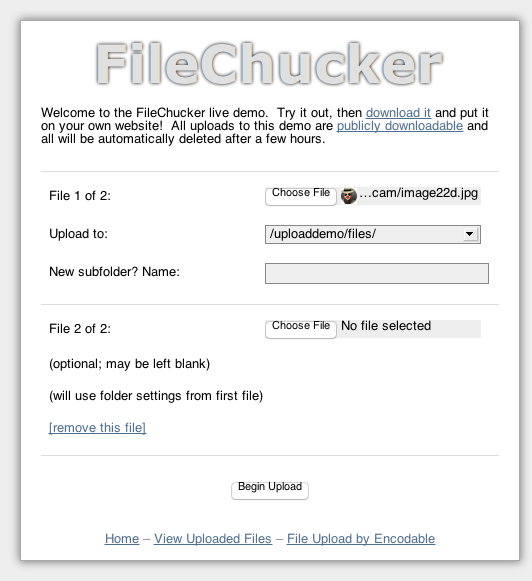 FileChucker
Welcome to the FileChucker live demo.  Try it out, then download it and put it
on your own website!  All uploads to this demo are publicly downloadable and
all will be automatically deleted after a few hours.
File 1 of 2: Choose File …cam/image22d.jpg
Upload to: /uploaddemo/files/
New subfolder? Name:
File 2 of 2: Choose File No file selected
(optional; may be left blank)
(will use folder settings from first file)
[remove this file]
Begin Upload
Home – View Uploaded Files – File Upload by Encodable